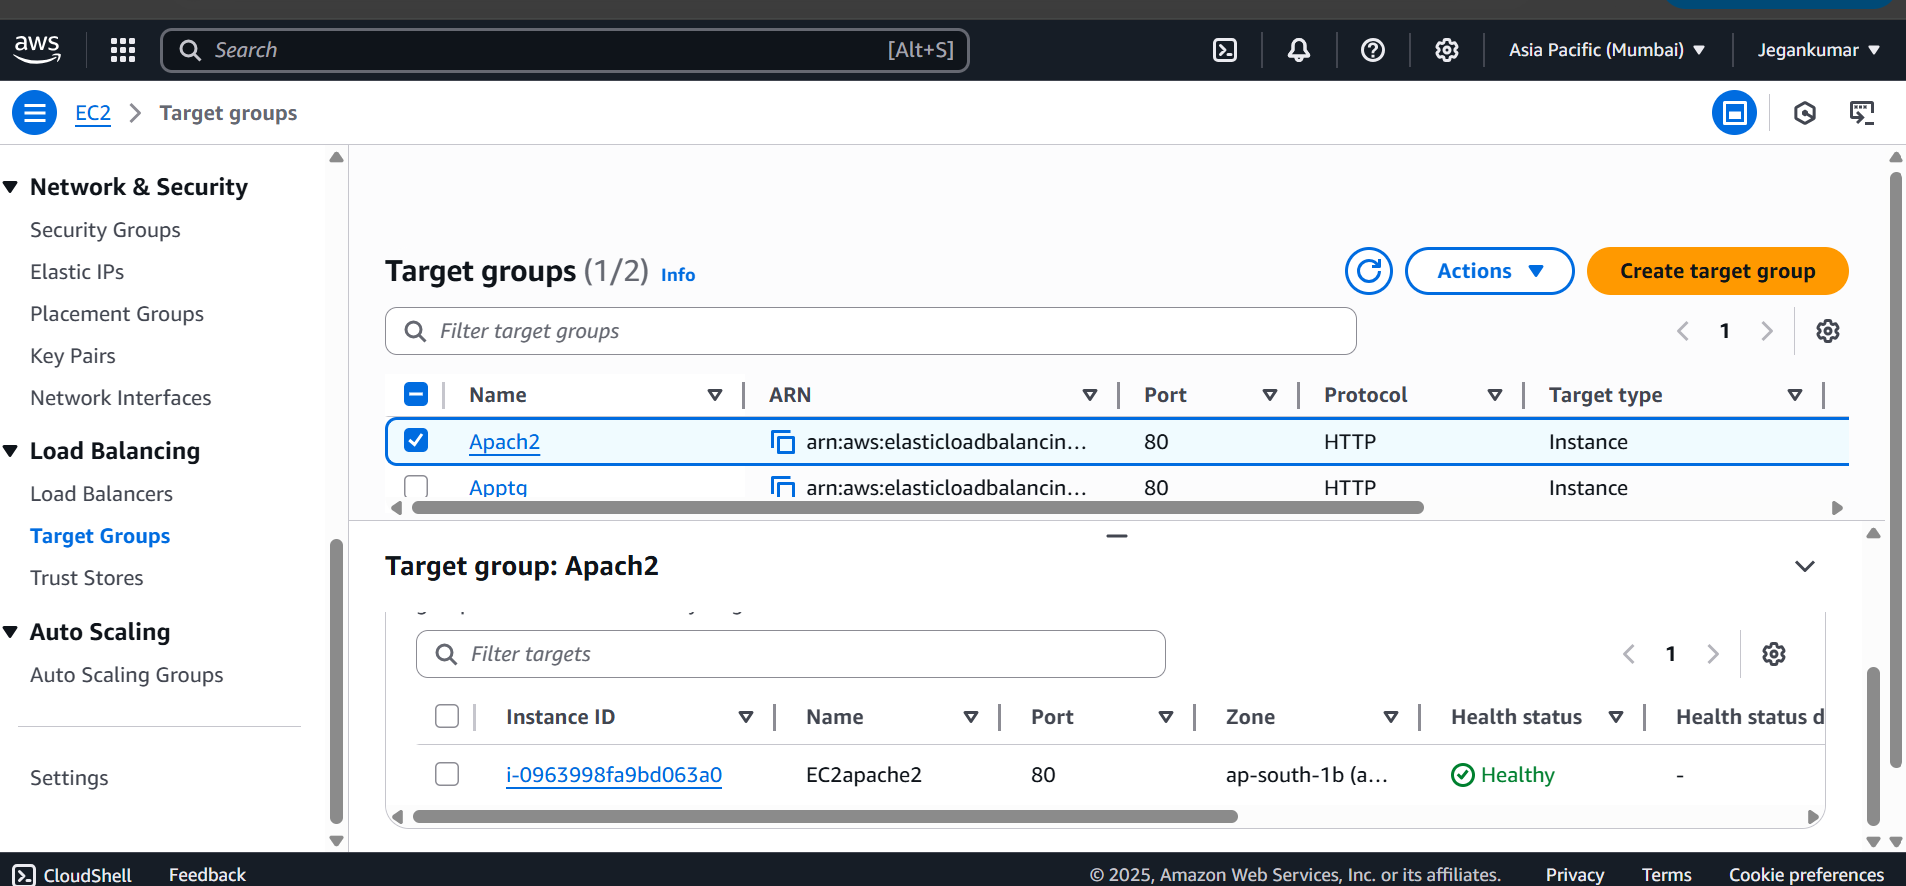 aws
Search [Alt+S]
Asia Pacific (Mumbai)
Jegankumar
EC2 > Target groups
Network & Security
Security Groups
Elastic IPs
Placement Groups
Key Pairs
Network Interfaces
Load Balancing
Load Balancers
Target Groups
Trust Stores
Auto Scaling
Auto Scaling Groups
Settings
Target groups (1/2) Info
Actions
Create target group
Filter target groups
1
Name ARN Port Protocol Target type
Apach2 arn:aws:elasticloadbalancin... 80 HTTP Instance
Apptg arn:aws:elasticloadbalancin... 80 HTTP Instance
Target group: Apach2
Filter targets
1
Instance ID Name Port Zone Health status Health status d
i-0963998fa9bd063a0 EC2apache2 80 ap-south-1b (a... Healthy -
CloudShell Feedback © 2025, Amazon Web Services, Inc. or its affiliates. Privacy Terms Cookie preferences